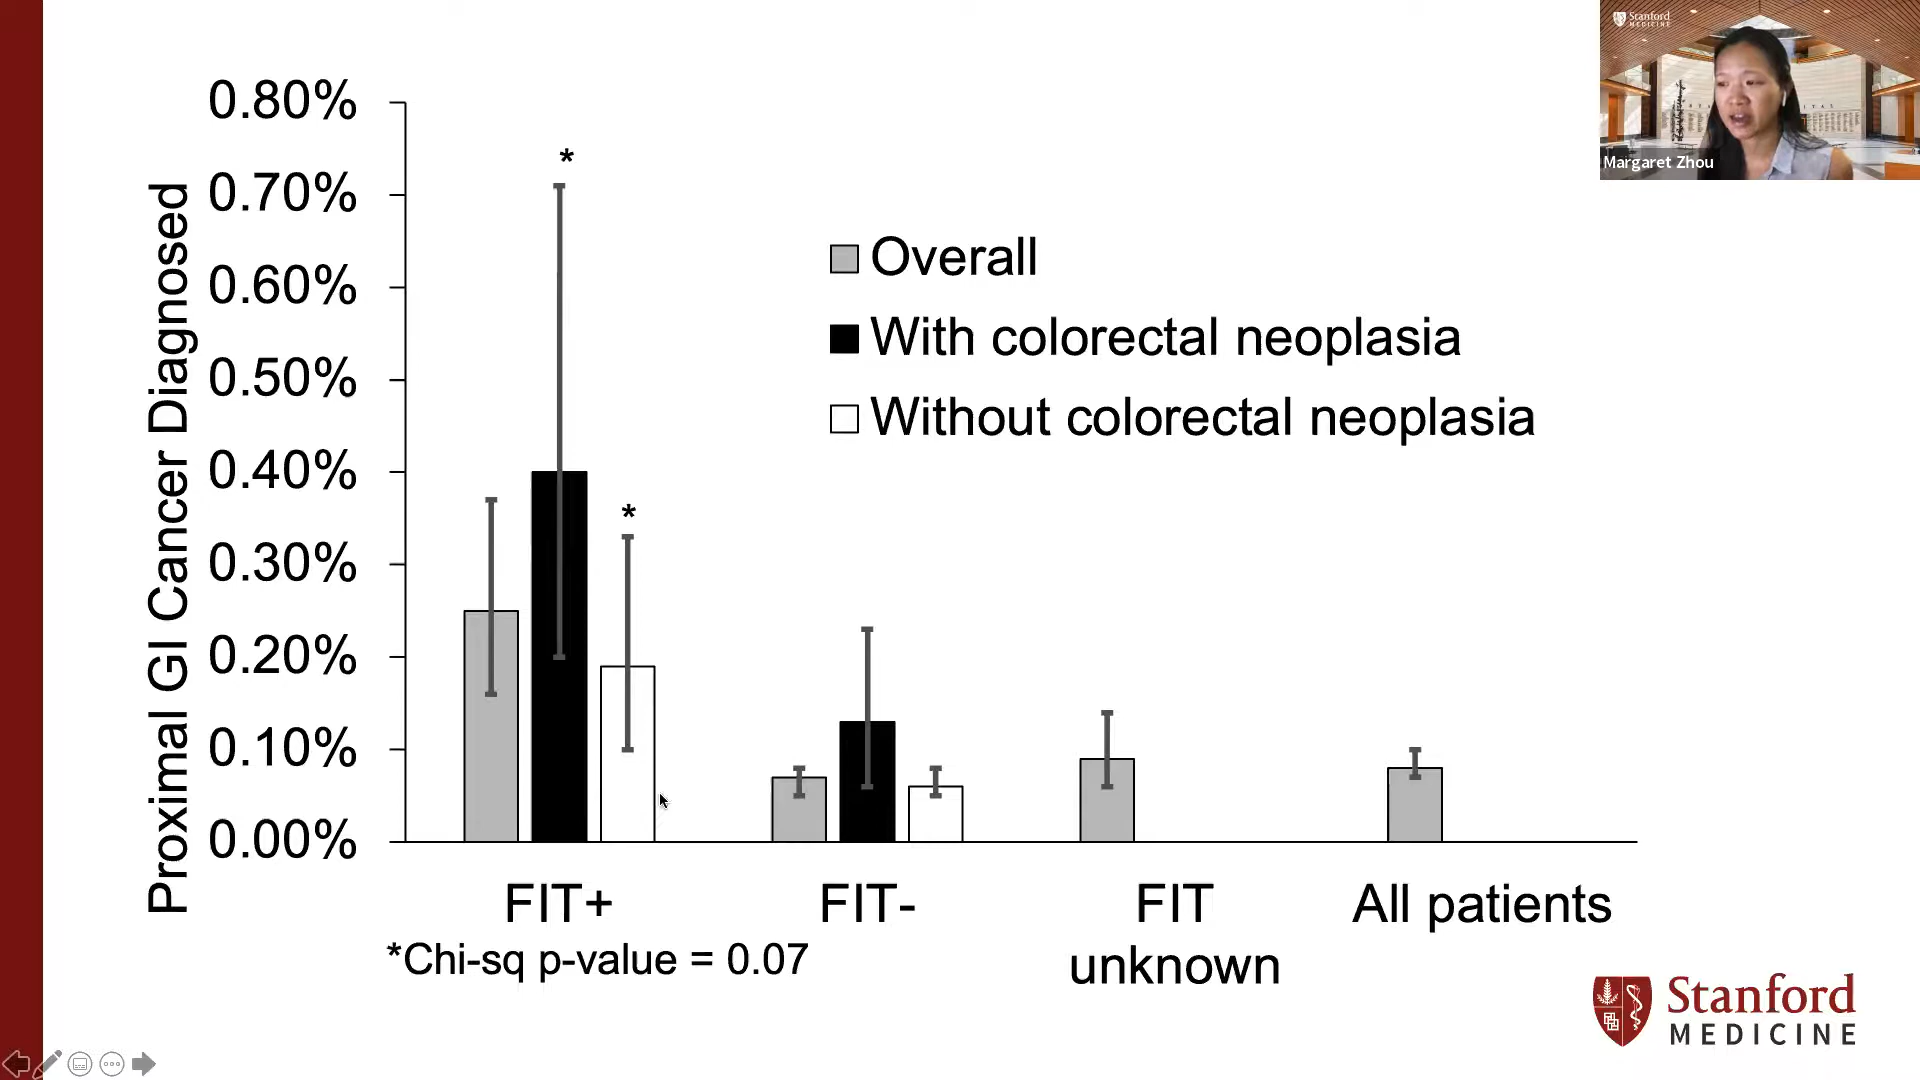 Stanford
MEDICINE
Margaret Zhou
Proximal GI Cancer Diagnosed
0.80%
0.70%
0.60%
0.50%
0.40%
0.30%
0.20%
0.10%
0.00%
*
*
Overall
With colorectal neoplasia
Without colorectal neoplasia
FIT+
FIT-
FIT
unknown
All patients
*Chi-sq p-value = 0.07
Stanford
MEDICINE